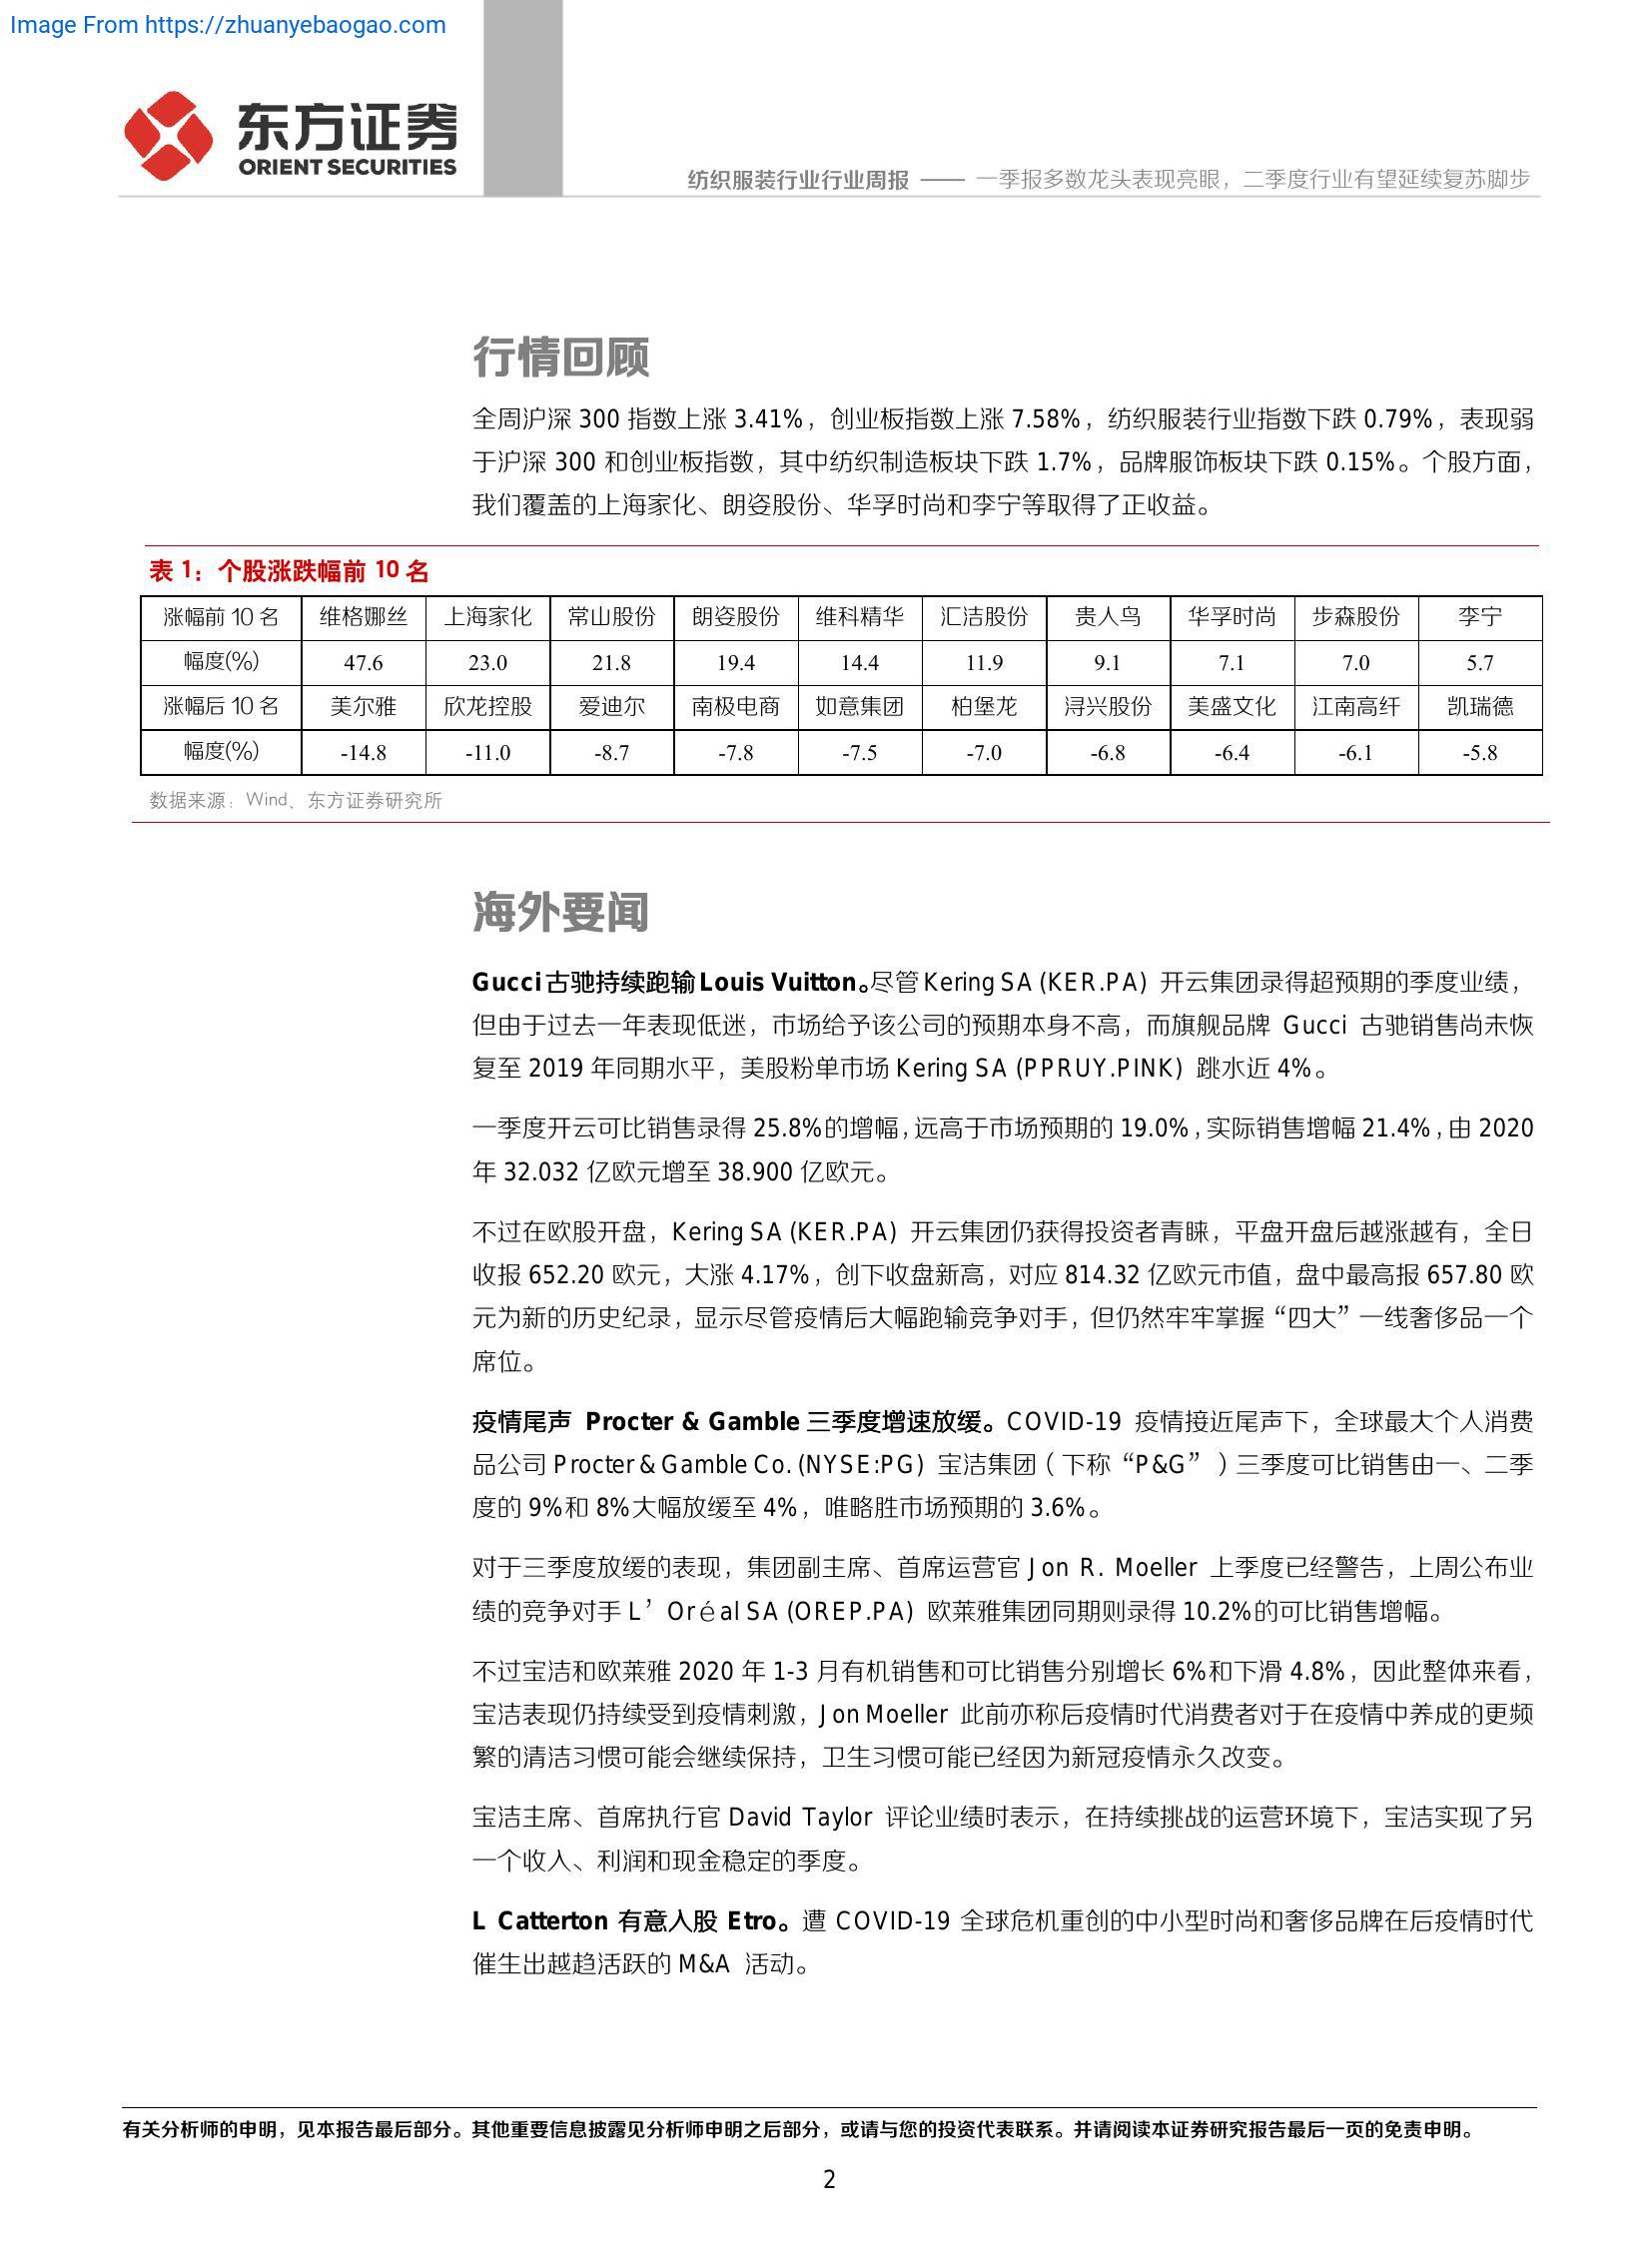 Image From https://zhuanyebaogao.com
东方证券
ORIENT SECURITIES
纺织服装行业行业周报 —— 一季报多数龙头表现亮眼，二季度行业有望延续复苏脚步
行情回顾
全周沪深 300 指数上涨 3.41%，创业板指数上涨 7.58%，纺织服装行业指数下跌 0.79%，表现弱
于沪深 300 和创业板指数，其中纺织制造板块下跌 1.7%，品牌服饰板块下跌 0.15%。个股方面，
我们覆盖的上海家化、朗姿股份、华孚时尚和李宁等取得了正收益。
表 1：个股涨跌幅前 10 名
涨幅前 10 名 维格娜丝 上海家化 常山股份 朗姿股份 维科精华 汇洁股份 贵人鸟 华孚时尚 步森股份 李宁
幅度(%) 47.6 23.0 21.8 19.4 14.4 11.9 9.1 7.1 7.0 5.7
涨幅后 10 名 美尔雅 欣龙控股 爱迪尔 南极电商 如意集团 柏堡龙 浔兴股份 美盛文化 江南高纤 凯瑞德
幅度(%) -14.8 -11.0 -8.7 -7.8 -7.5 -7.0 -6.8 -6.4 -6.1 -5.8
数据来源：Wind、东方证券研究所
海外要闻
Gucci 古驰持续跑输 Louis Vuitton。尽管 Kering SA (KER.PA) 开云集团录得超预期的季度业绩，
但由于过去一年表现低迷，市场给予该公司的预期本身不高，而旗舰品牌 Gucci 古驰销售尚未恢
复至 2019 年同期水平，美股粉单市场 Kering SA (PPRUY.PINK) 跳水近 4%。
一季度开云可比销售录得 25.8%的增幅，远高于市场预期的 19.0%，实际销售增幅 21.4%，由 2020
年 32.032 亿欧元增至 38.900 亿欧元。
不过在欧股开盘，Kering SA (KER.PA) 开云集团仍获得投资者青睐，平盘开盘后越涨越有，全日
收报 652.20 欧元，大涨 4.17%，创下收盘新高，对应 814.32 亿欧元市值，盘中最高报 657.80 欧
元为新的历史纪录，显示尽管疫情后大幅跑输竞争对手，但仍然牢牢掌握“四大”一线奢侈品一个
席位。
疫情尾声 Procter & Gamble 三季度增速放缓。COVID-19 疫情接近尾声下，全球最大个人消费
品公司 Procter & Gamble Co. (NYSE:PG) 宝洁集团（下称“P&G”）三季度可比销售由一、二季
度的 9%和 8%大幅放缓至 4%，唯略胜市场预期的 3.6%。
对于三季度放缓的表现，集团副主席、首席运营官 Jon R. Moeller 上季度已经警告，上周公布业
绩的竞争对手 L’Oréal SA (OREP.PA) 欧莱雅集团同期则录得 10.2%的可比销售增幅。
不过宝洁和欧莱雅 2020 年 1-3 月有机销售和可比销售分别增长 6%和下滑 4.8%，因此整体来看，
宝洁表现仍持续受到疫情刺激，Jon Moeller 此前亦称后疫情时代消费者对于在疫情中养成的更频
繁的清洁习惯可能会继续保持，卫生习惯可能已经因为新冠疫情永久改变。
宝洁主席、首席执行官 David Taylor 评论业绩时表示，在持续挑战的运营环境下，宝洁实现了另
一个收入、利润和现金稳定的季度。
L Catterton 有意入股 Etro。遭 COVID-19 全球危机重创的中小型时尚和奢侈品牌在后疫情时代
催生出越趋活跃的 M&A 活动。
有关分析师的申明，见本报告最后部分。其他重要信息披露见分析师申明之后部分，或请与您的投资代表联系。并请阅读本证券研究报告最后一页的免责申明。
2